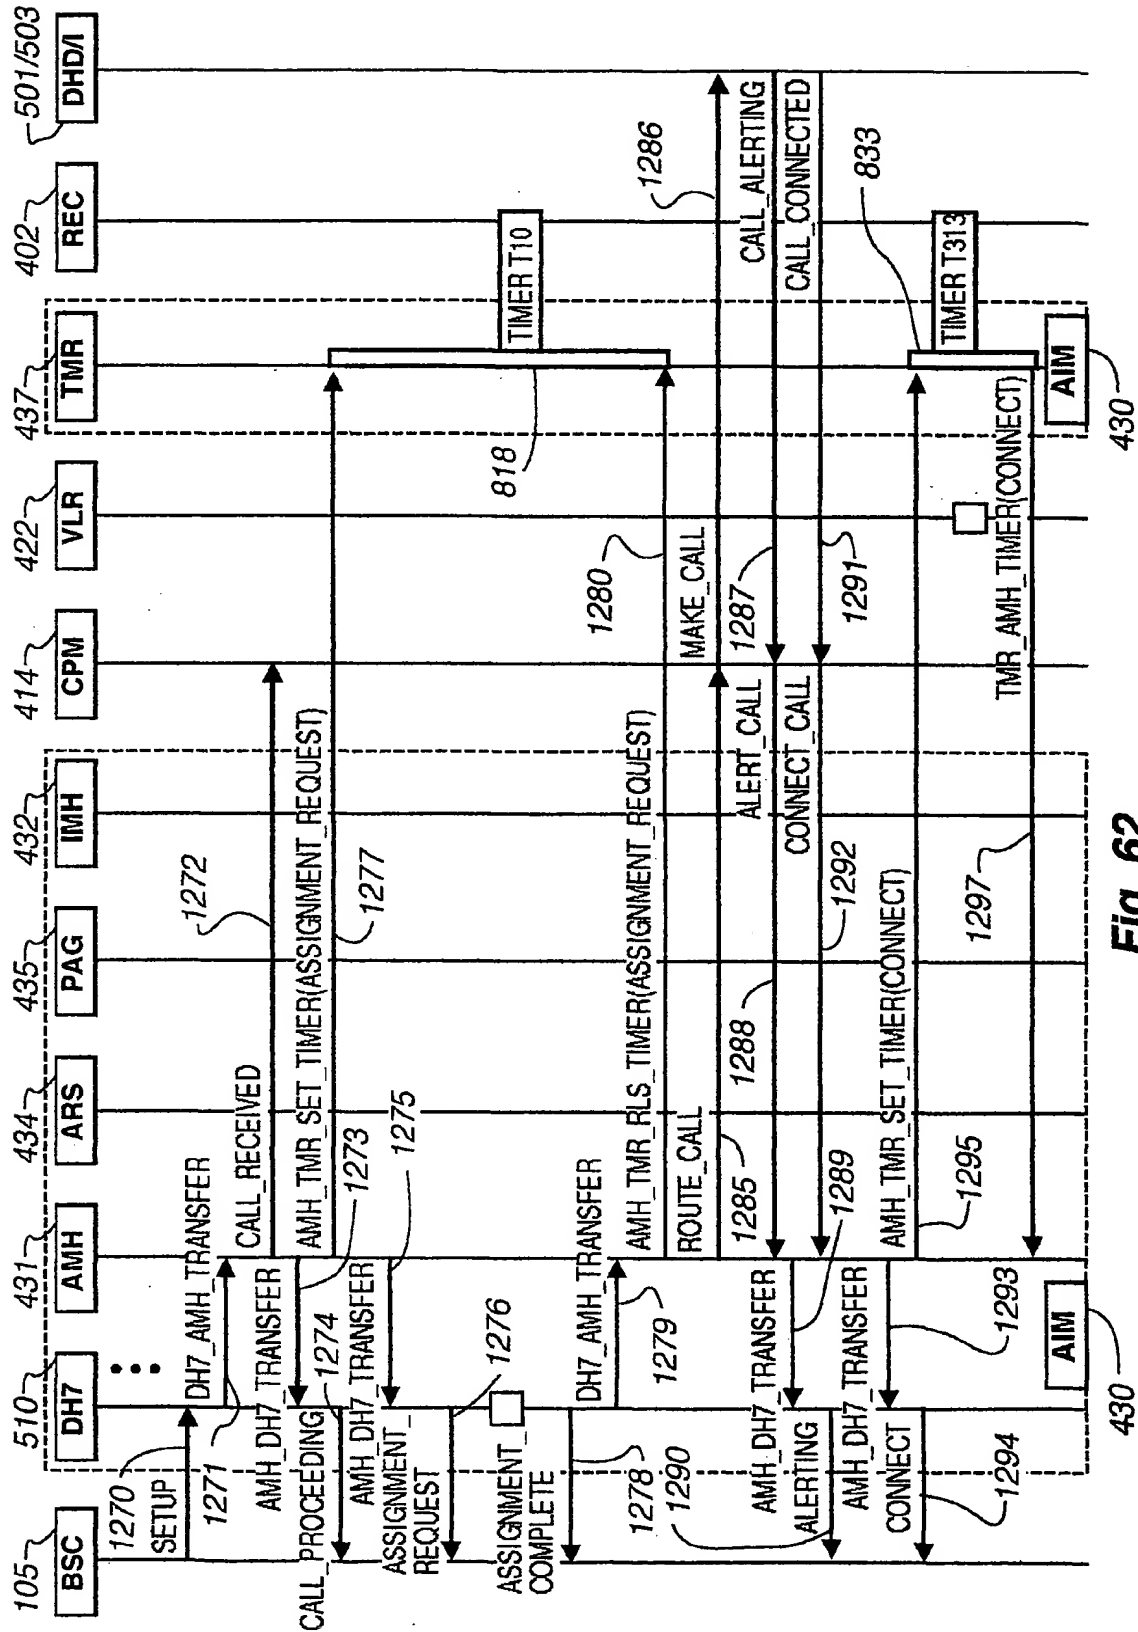 105
BSC
510
DH7
431
AMH
434
ARS
435
PAG
432
IMH
414
CPM
422
VLR
437
TMR
402
REC
501/503
DHD/I
1270
SETUP
1271
DH7_AMH_TRANSFER
CALL_RECEIVED
1272
AMH_DH7_TRANSFER
1273
AMH_TMR_SET_TIMER(ASSIGNMENT_REQUEST)
1277
CALL_PROCEEDING
1274
AMH_DH7_TRANSFER
1275
ASSIGNMENT_
REQUEST
1276
818
TIMER T10
ASSIGNMENT_
COMPLETE
1278
DH7_AMH_TRANSFER
1279
AMH_TMR_RLS_TIMER(ASSIGNMENT_REQUEST)
1280
ROUTE_CALL
1285
MAKE_CALL
1286
CALL_ALERTING
1287
ALERT_CALL
1288
AMH_DH7_TRANSFER
1289
ALERTING
1290
CALL_CONNECTED
1291
CONNECT_CALL
1292
AMH_DH7_TRANSFER
1293
CONNECT
1294
AMH_TMR_SET_TIMER(CONNECT)
1295
833
TIMER T313
TMR_AMH_TIMER(CONNECT)
1297
AIM
430
AIM
430
Fig. 62